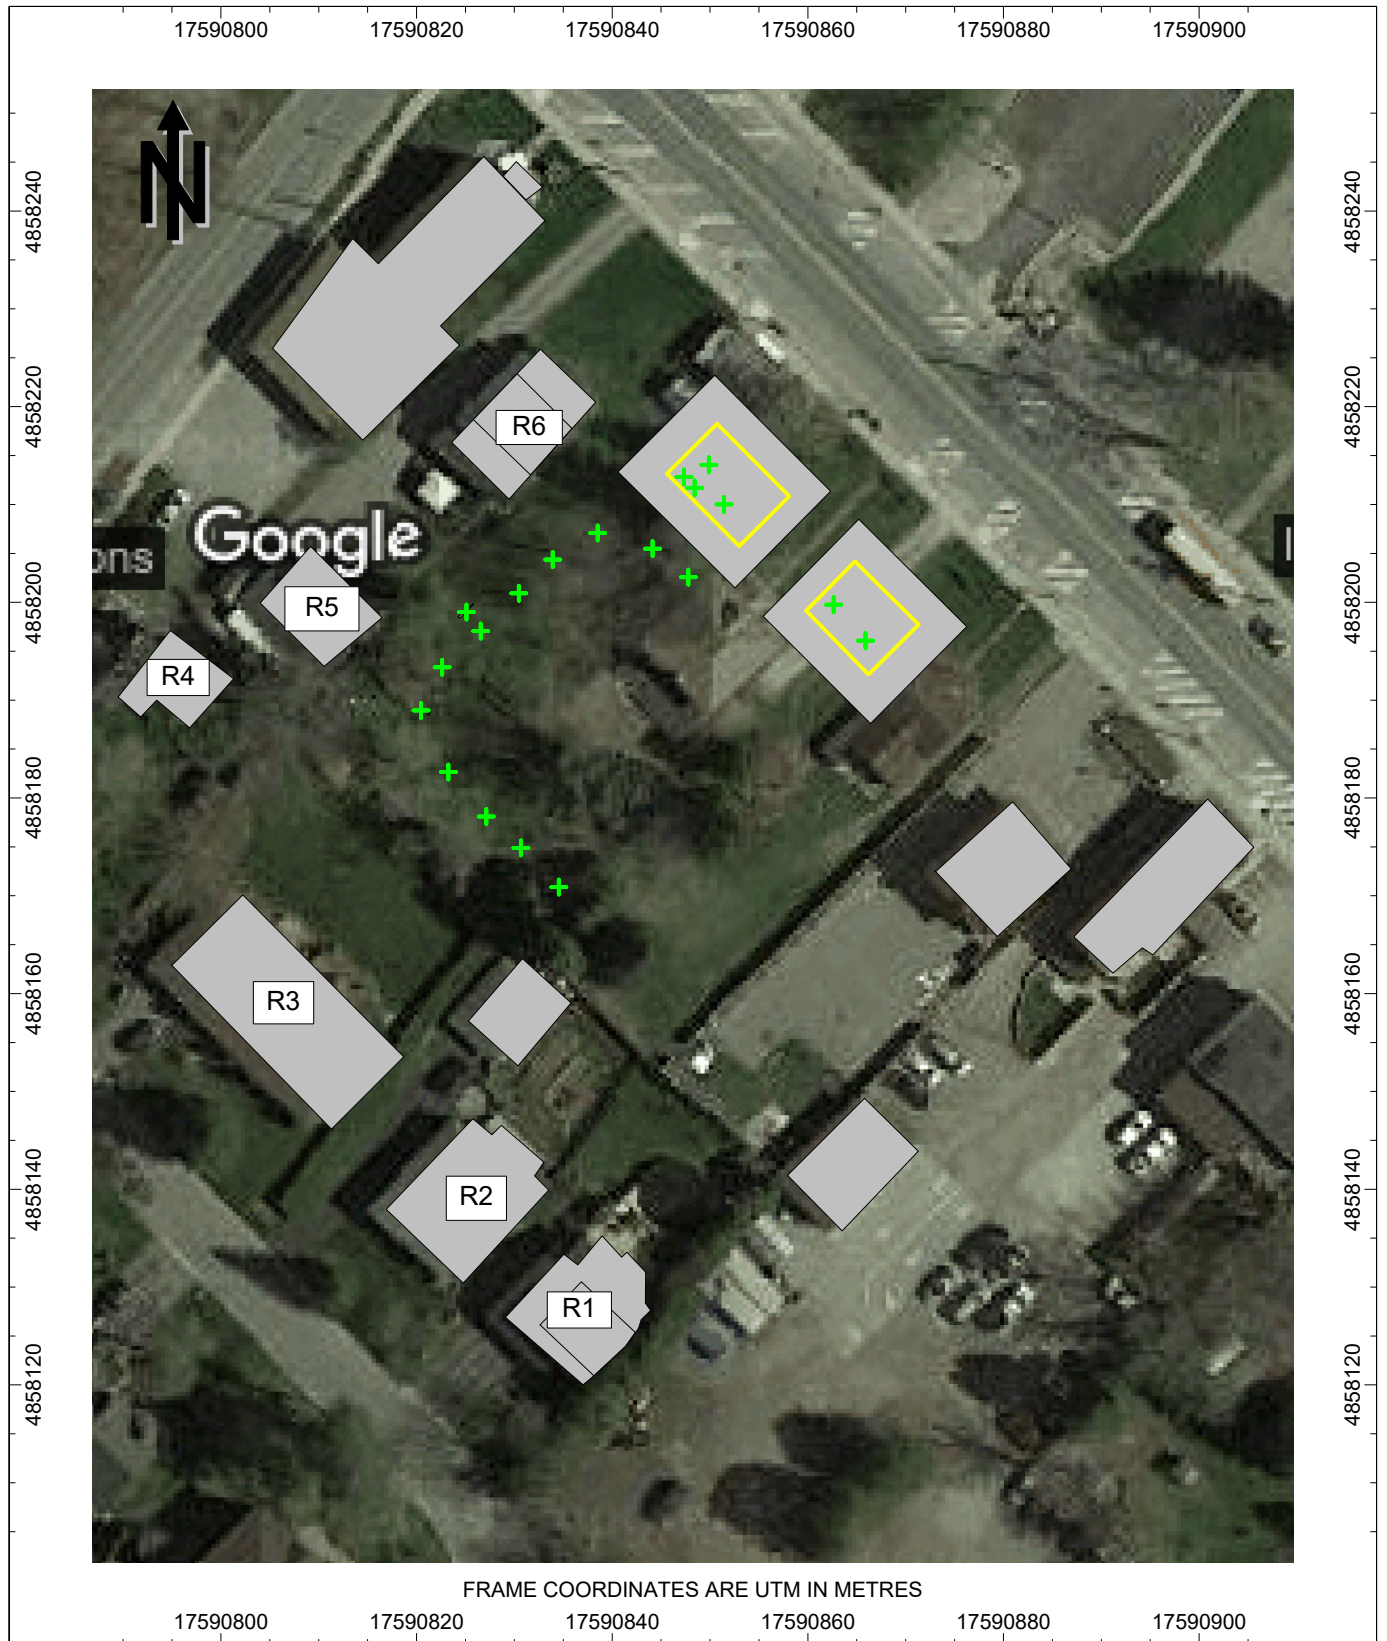 17590800 17590820 17590840 17590860 17590880 17590900
4858240 4858240
N
4858220 4858220
R6
Google
ons
4858200 4858200
R5
R4
4858180 4858180
4858160 4858160
R3
4858140 4858140
R2
R1
4858120 4858120
FRAME COORDINATES ARE UTM IN METRES
17590800 17590820 17590840 17590860 17590880 17590900